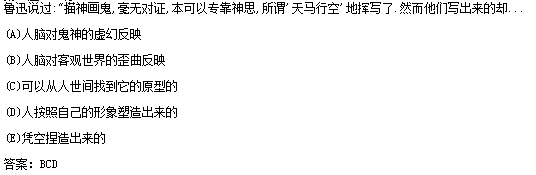 鲁迅说过:“描神画鬼,毫无对证,本可以专靠神思,所谓‘天马行空’地挥写了.然而他们写出来的却...
(A)人脑对鬼神的虚幻反映
(B)人脑对客观世界的歪曲反映
(C)可以从人世间找到它的原型的
(D)人按照自己的形象塑造出来的
(E)凭空捏造出来的
答案：BCD